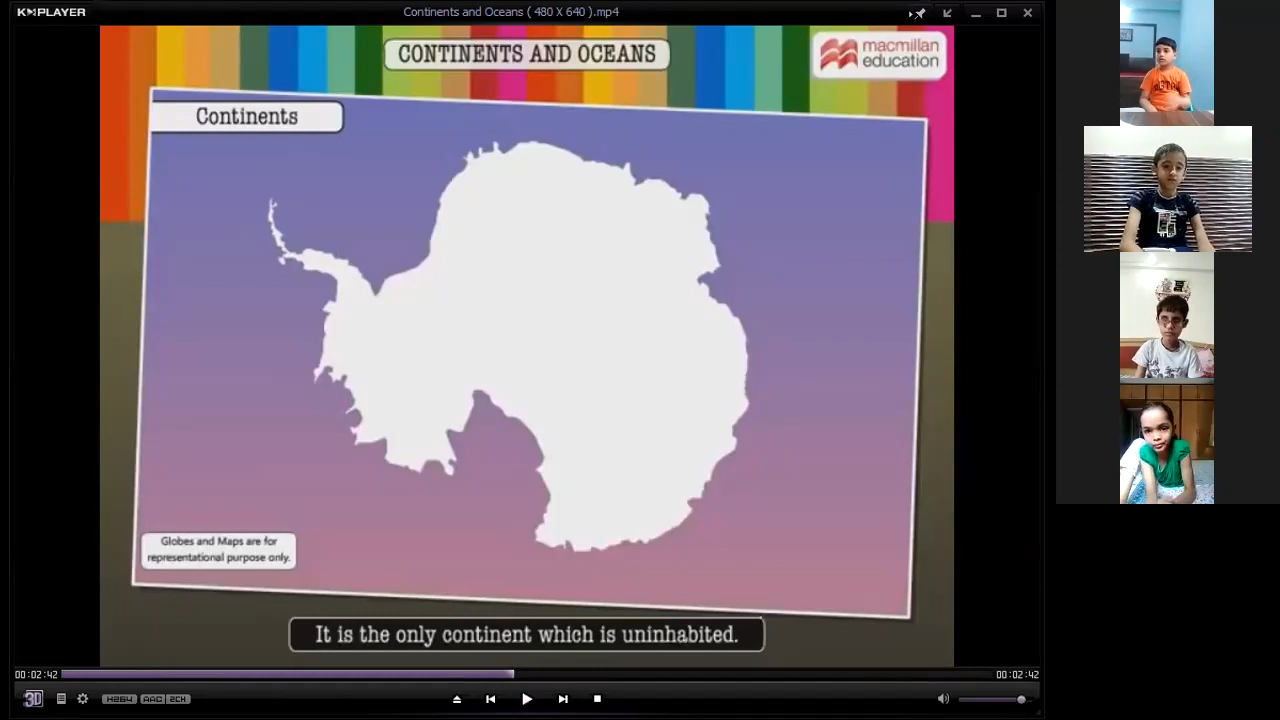 KMPLAYER
Continents and Oceans ( 480 X 640 ).mp4
CONTINENTS AND OCEANS
macmillan
education
Continents
Globes and Maps are for
representational purpose only.
It is the only continent which is uninhabited.
00:02:42
00:02:42
3D
H264
AAC
2CH